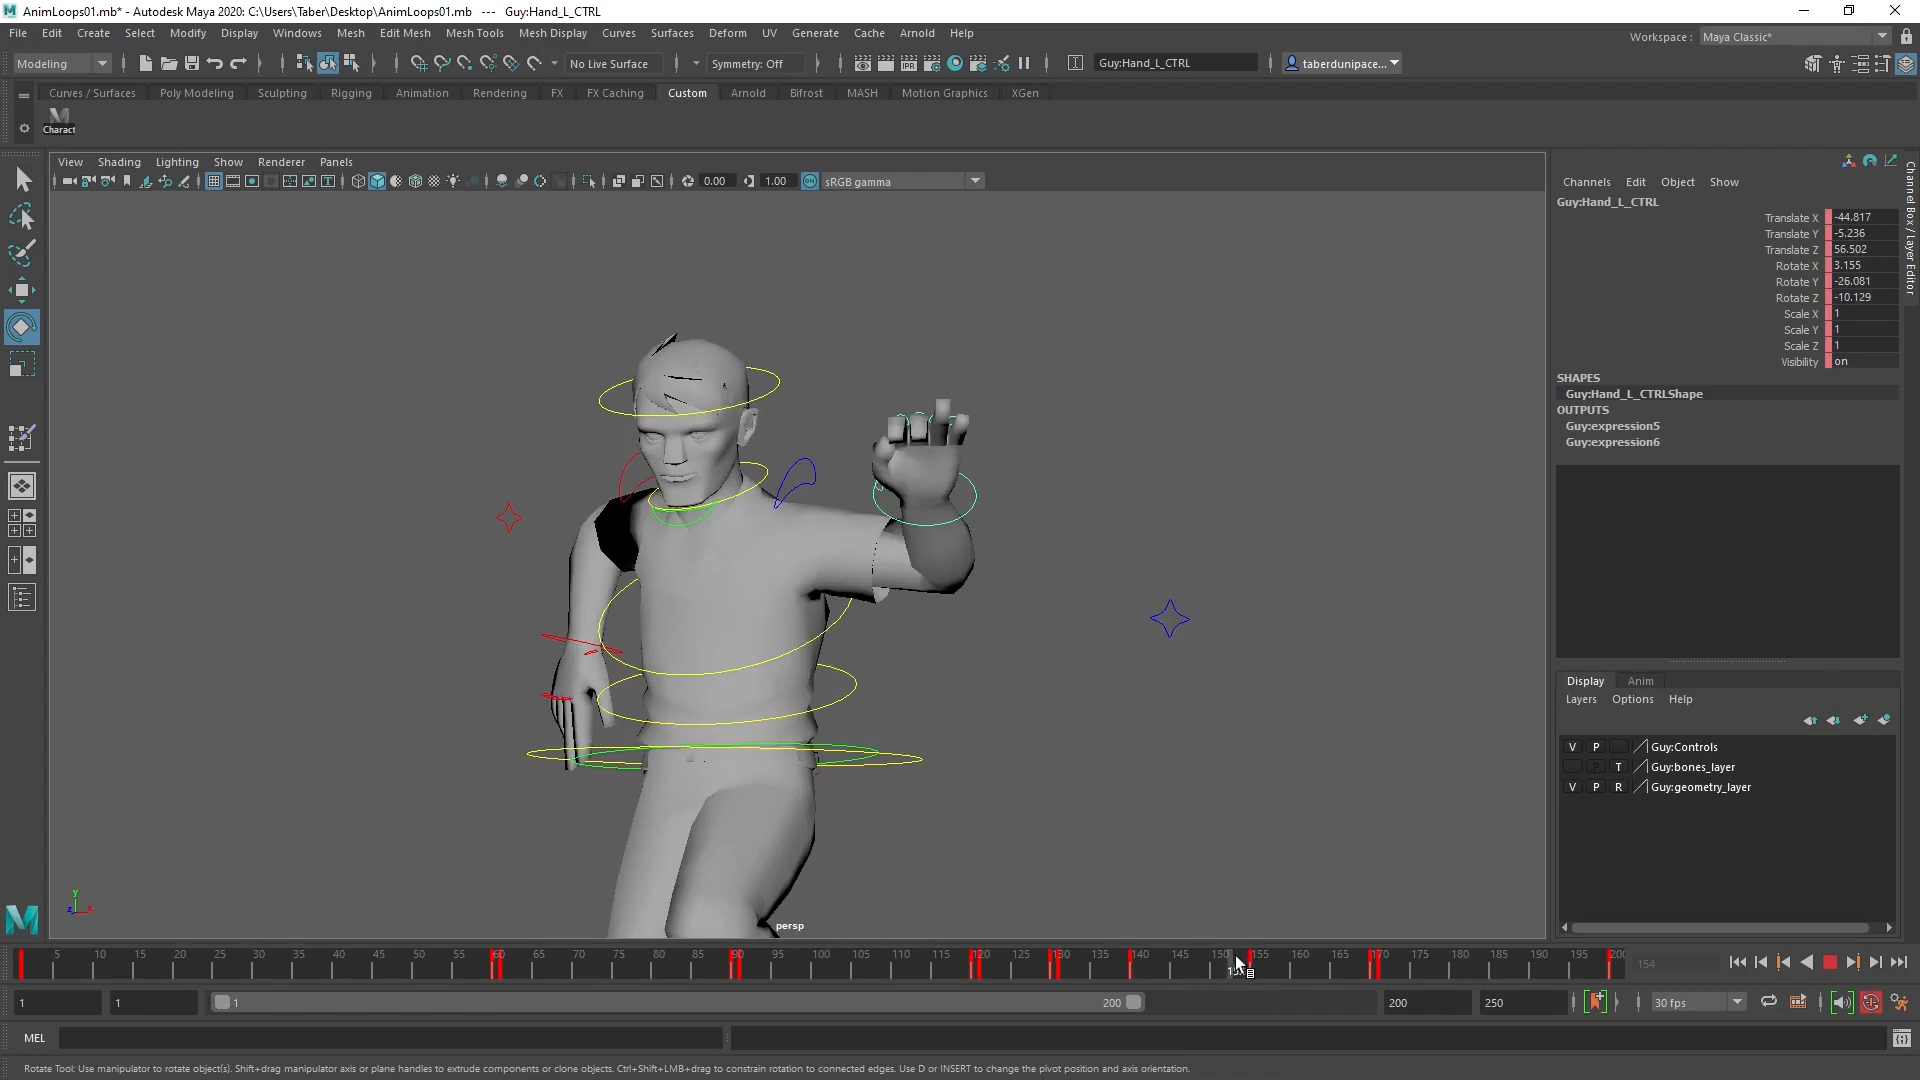 AnimLoops01.mb* - Autodesk Maya 2020: C:\Users\Taber\Desktop\AnimLoops01.mb --- Guy:Hand_L_CTRL
File Edit Create Select Modify Display Windows Mesh Edit Mesh Mesh Tools Mesh Display Curves Surfaces Deform UV Generate Cache Arnold Help
Workspace : Maya Classic*
Modeling No Live Surface Symmetry: Off IPR Guy:Hand_L_CTRL taberdunipace...
Curves / Surfaces Poly Modeling Sculpting Rigging Animation Rendering FX FX Caching Custom Arnold Bifrost MASH Motion Graphics XGen
Charact
View Shading Lighting Show Renderer Panels
0.00 1.00 ON sRGB gamma
Channels Edit Object Show
Guy:Hand_L_CTRL
Translate X -44.817
Translate Y -5.236
Translate Z 56.502
Rotate X 3.155
Rotate Y -26.081
Rotate Z -10.129
Scale X 1
Scale Y 1
Scale Z 1
Visibility on
SHAPES
Guy:Hand_L_CTRLShape
OUTPUTS
Guy:expression5
Guy:expression6
Channel Box / Layer Editor
Display Anim
Layers Options Help
V P Guy:Controls
P T Guy:bones_layer
V P R Guy:geometry_layer
y
z x
persp
5 10 15 20 25 30 35 40 45 50 55 60 65 70 75 80 85 90 95 100 105 110 115 120 125 130 135 140 145 150 155 160 165 170 175 180 185 190 195 200
154
1 1 1 200 200 250 30 fps
MEL
Rotate Tool: Use manipulator to rotate object(s). Shift+drag manipulator axis or plane handles to extrude components or clone objects. Ctrl+Shift+LMB+drag to constrain rotation to connected edges. Use D or INSERT to change the pivot position and axis orientation.